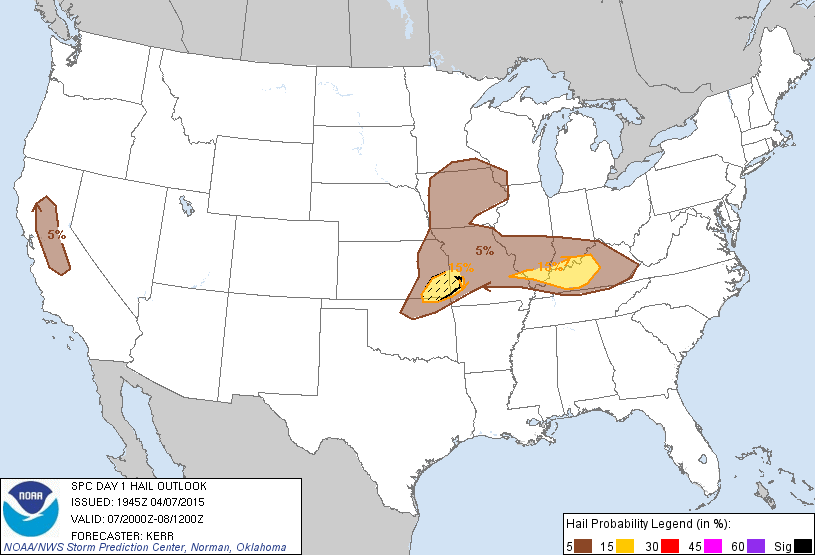 5%
5%
15%
15%
NOAA
SPC DAY 1 HAIL OUTLOOK
ISSUED: 1945Z 04/07/2015
VALID: 07/2000Z-08/1200Z
FORECASTER: KERR
NOAA/NWS Storm Prediction Center, Norman, Oklahoma
Hail Probability Legend (in %):
5 15 30 45 60 Sig